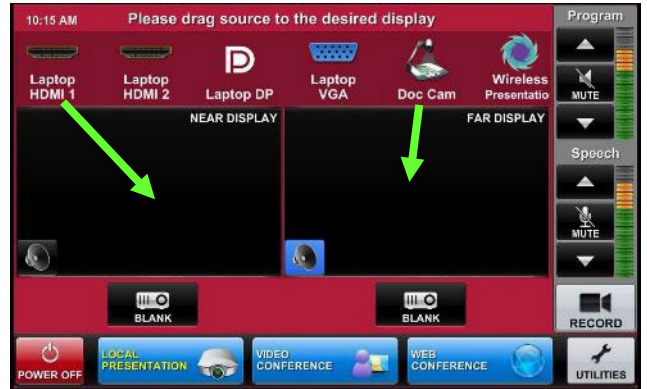 10:15 AM
Please drag source to the desired display
Program
Laptop
HDMI 1
Laptop
HDMI 2
Laptop DP
Laptop
VGA
Doc Cam
Wireless
Presentatio
MUTE
NEAR DISPLAY
FAR DISPLAY
Speech
MUTE
BLANK
BLANK
RECORD
POWER OFF
LOCAL
PRESENTATION
VIDEO
CONFERENCE
WEB
CONFERENCE
UTILITIES